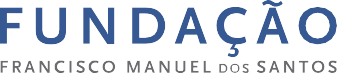 FUNDAÇÃO
FRANCISCO MANUEL DOS SANTOS